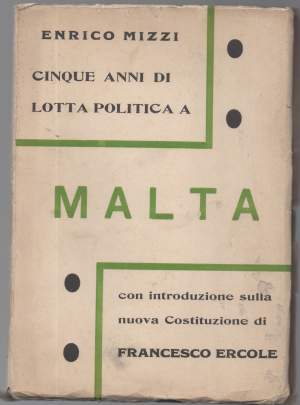 ENRICO MIZZI
CINQUE ANNI DI
LOTTA POLITICA A
MALTA
con introduzione sulla
nuova Costituzione di
FRANCESCO ERCOLE